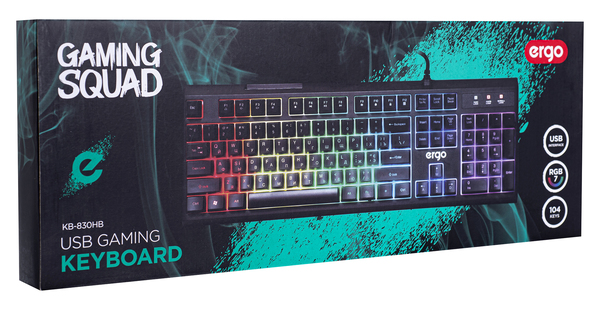 GAMING
SQUAD
ergo
ergo
USB
INTERFACE
RGB
7
104
KEYS
KB-830HB
USB GAMING
KEYBOARD